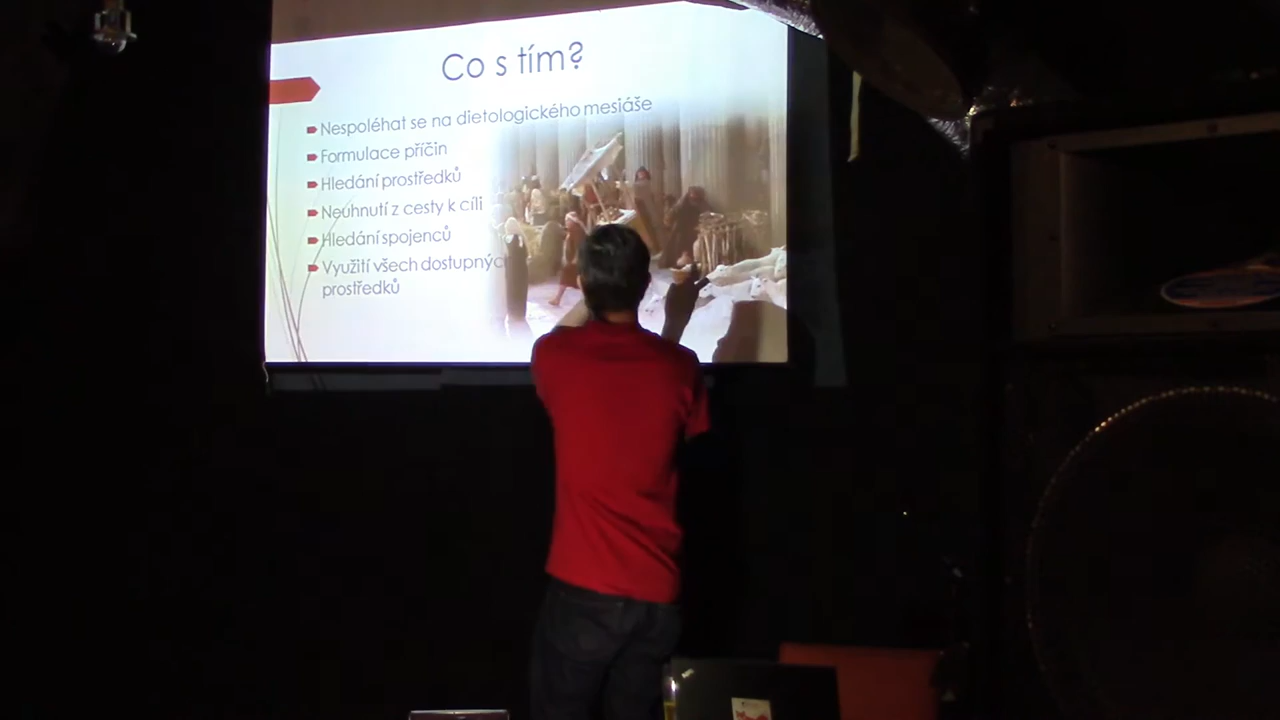 Co s tím?
Nespoléhat se na dietologického mesiáše
Formulace příčin
Hledání prostředků
Neuhnutí z cesty k cíli
Hledání spojenců
Využití všech
prostředků